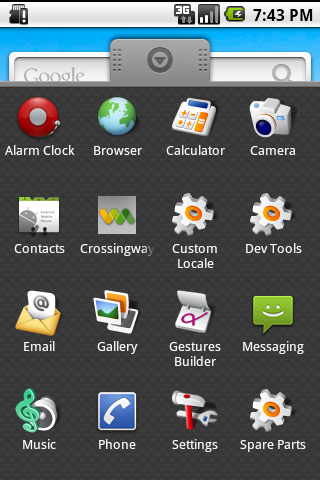 3G 7:43 PM
Google
Alarm Clock Browser Calculator Camera
Contacts Crossingway Custom Locale Dev Tools
Email Gallery Gestures Builder Messaging
Music Phone Settings Spare Parts